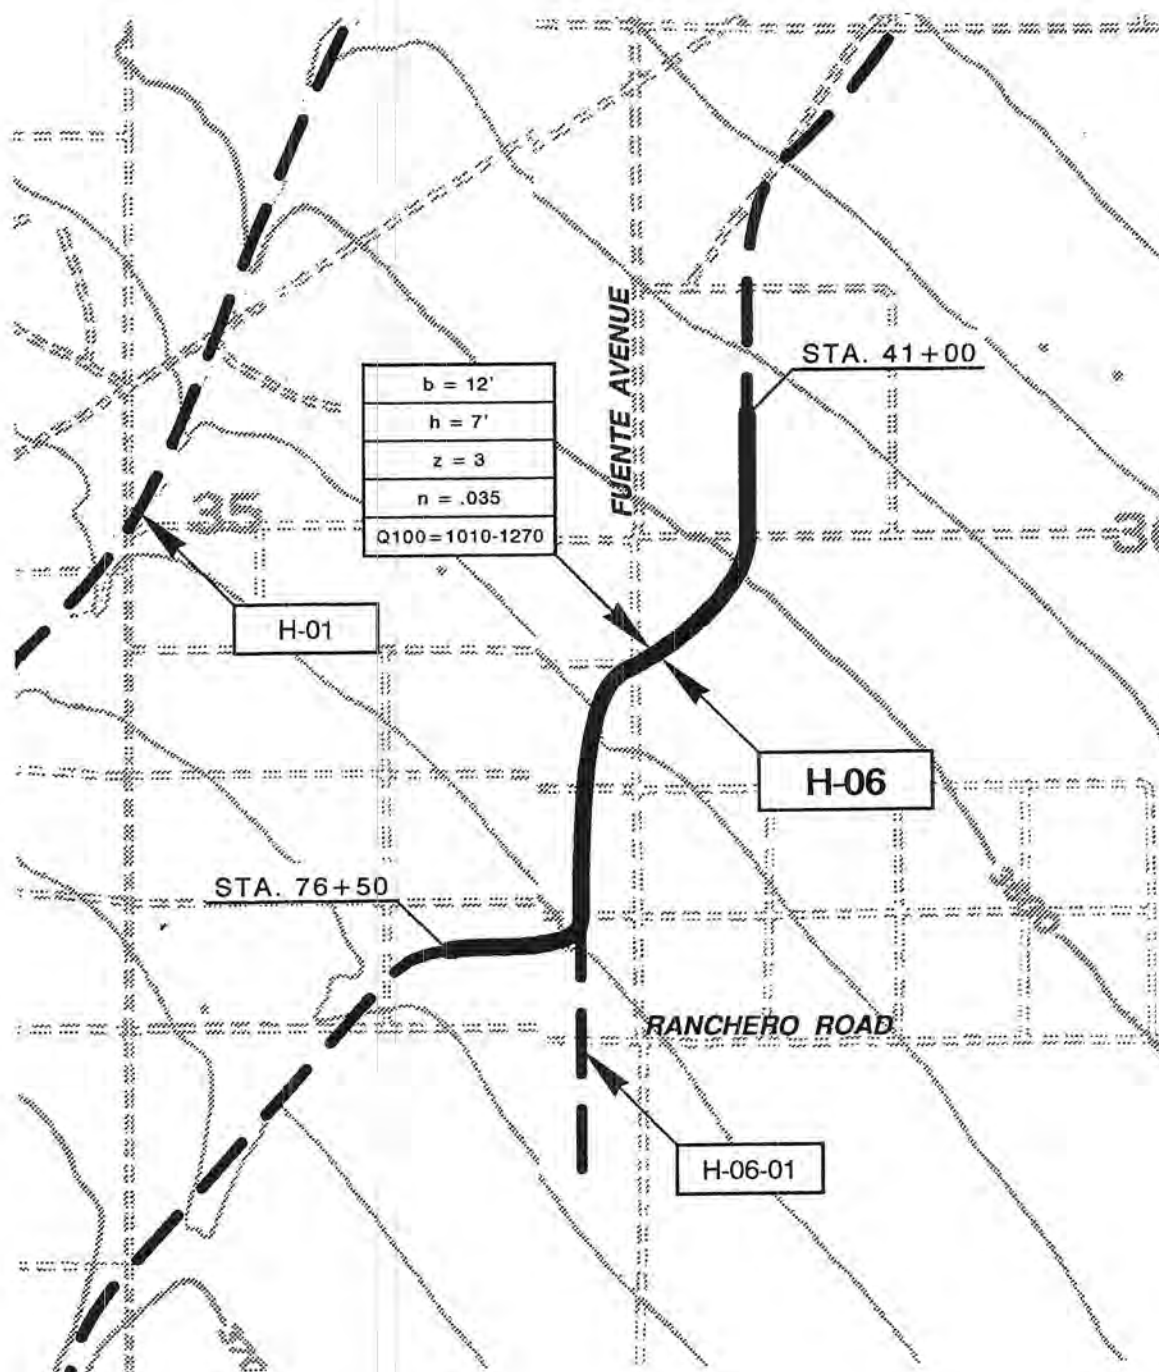 FUENTE AVENUE
STA. 41+00
b = 12'
h = 7'
z = 3
n = .035
Q100=1010-1270
35
H-01
H-06
STA. 76+50
RANCHERO ROAD
H-06-01